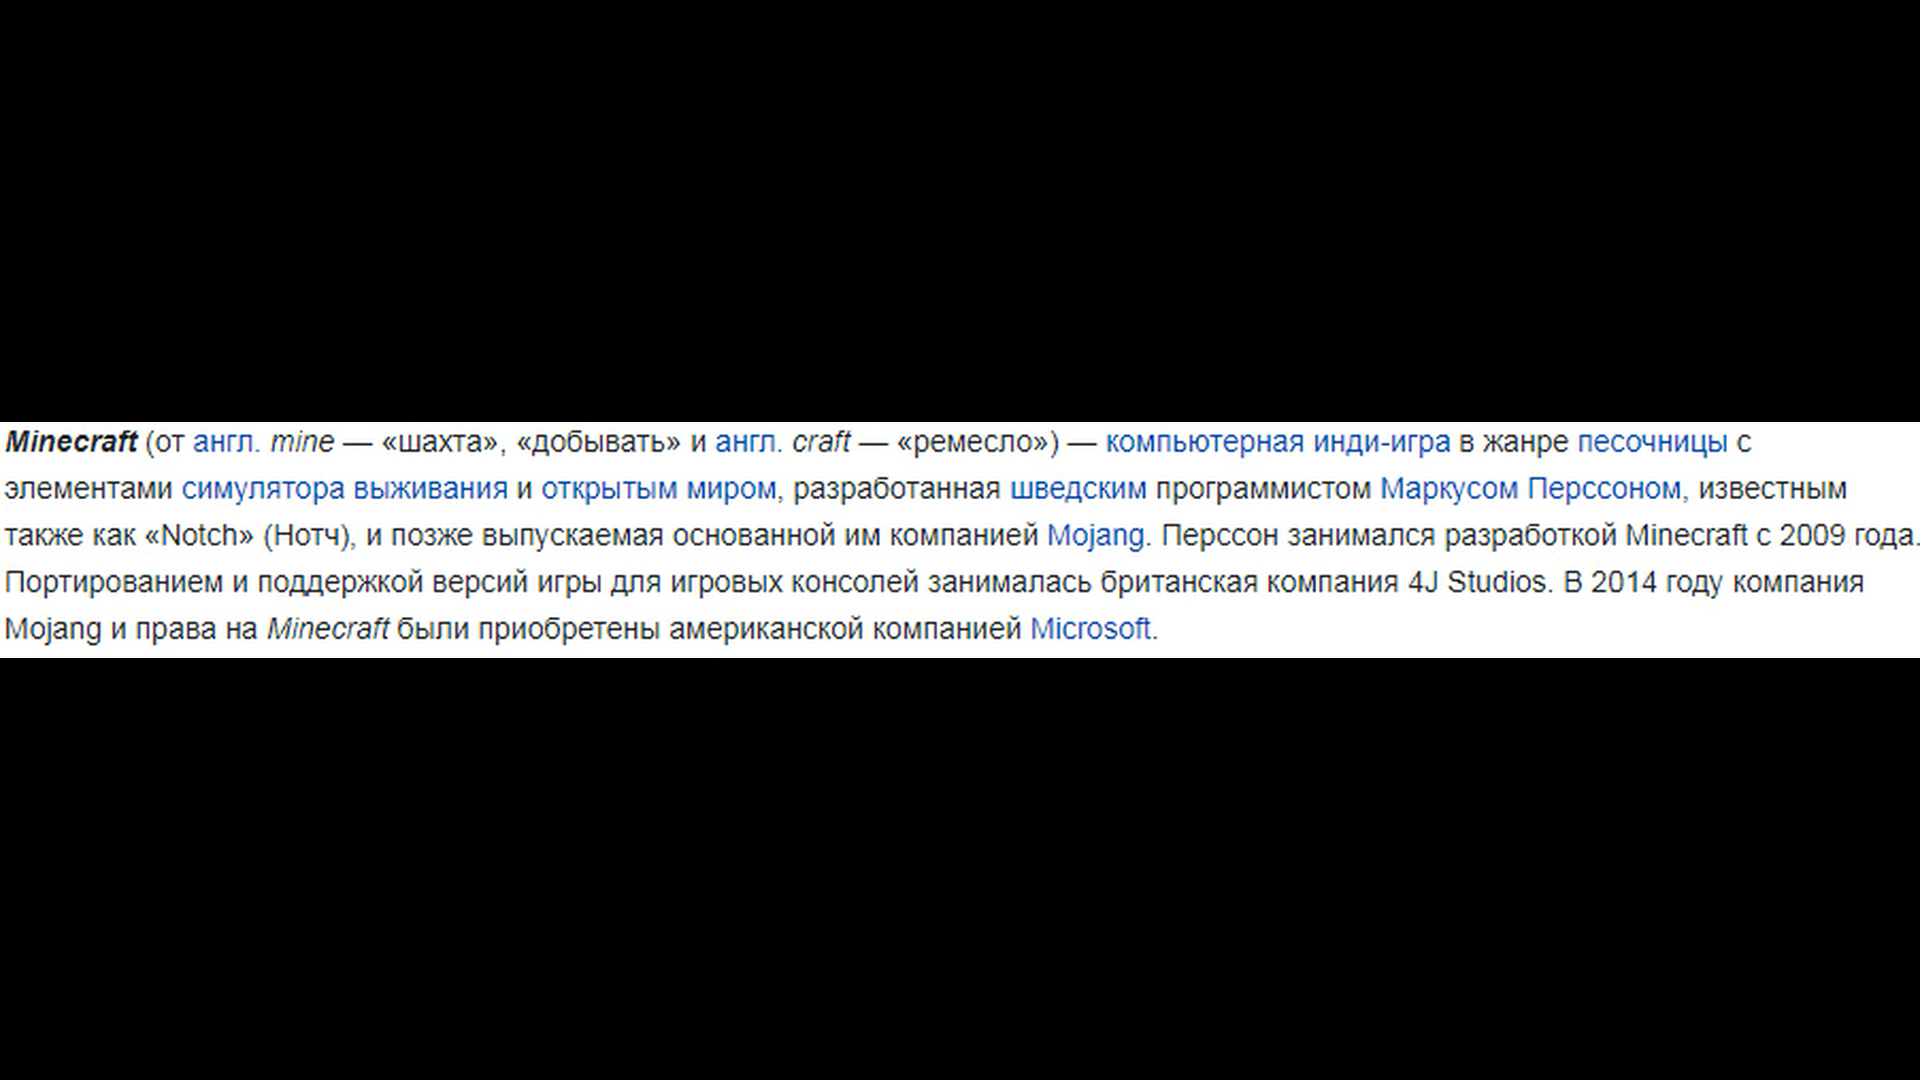 Minecraft (от англ. mine — «шахта», «добывать» и англ. craft — «ремесло») — компьютерная инди-игра в жанре песочницы с
элементами симулятора выживания и открытым миром, разработанная шведским программистом Маркусом Перссоном, известным
также как «Notch» (Нотч), и позже выпускаемая основанной им компанией Mojang. Перссон занимался разработкой Minecraft с 2009 года.
Портированием и поддержкой версий игры для игровых консолей занималась британская компания 4J Studios. В 2014 году компания
Mojang и права на Minecraft были приобретены американской компанией Microsoft.